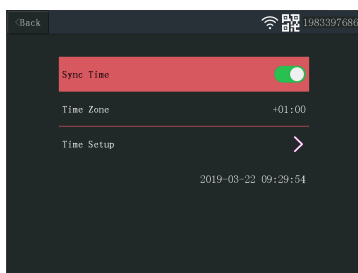 <Back
1983397686
Sync Time
Time Zone +01:00
Time Setup
2019-03-22 09:29:54